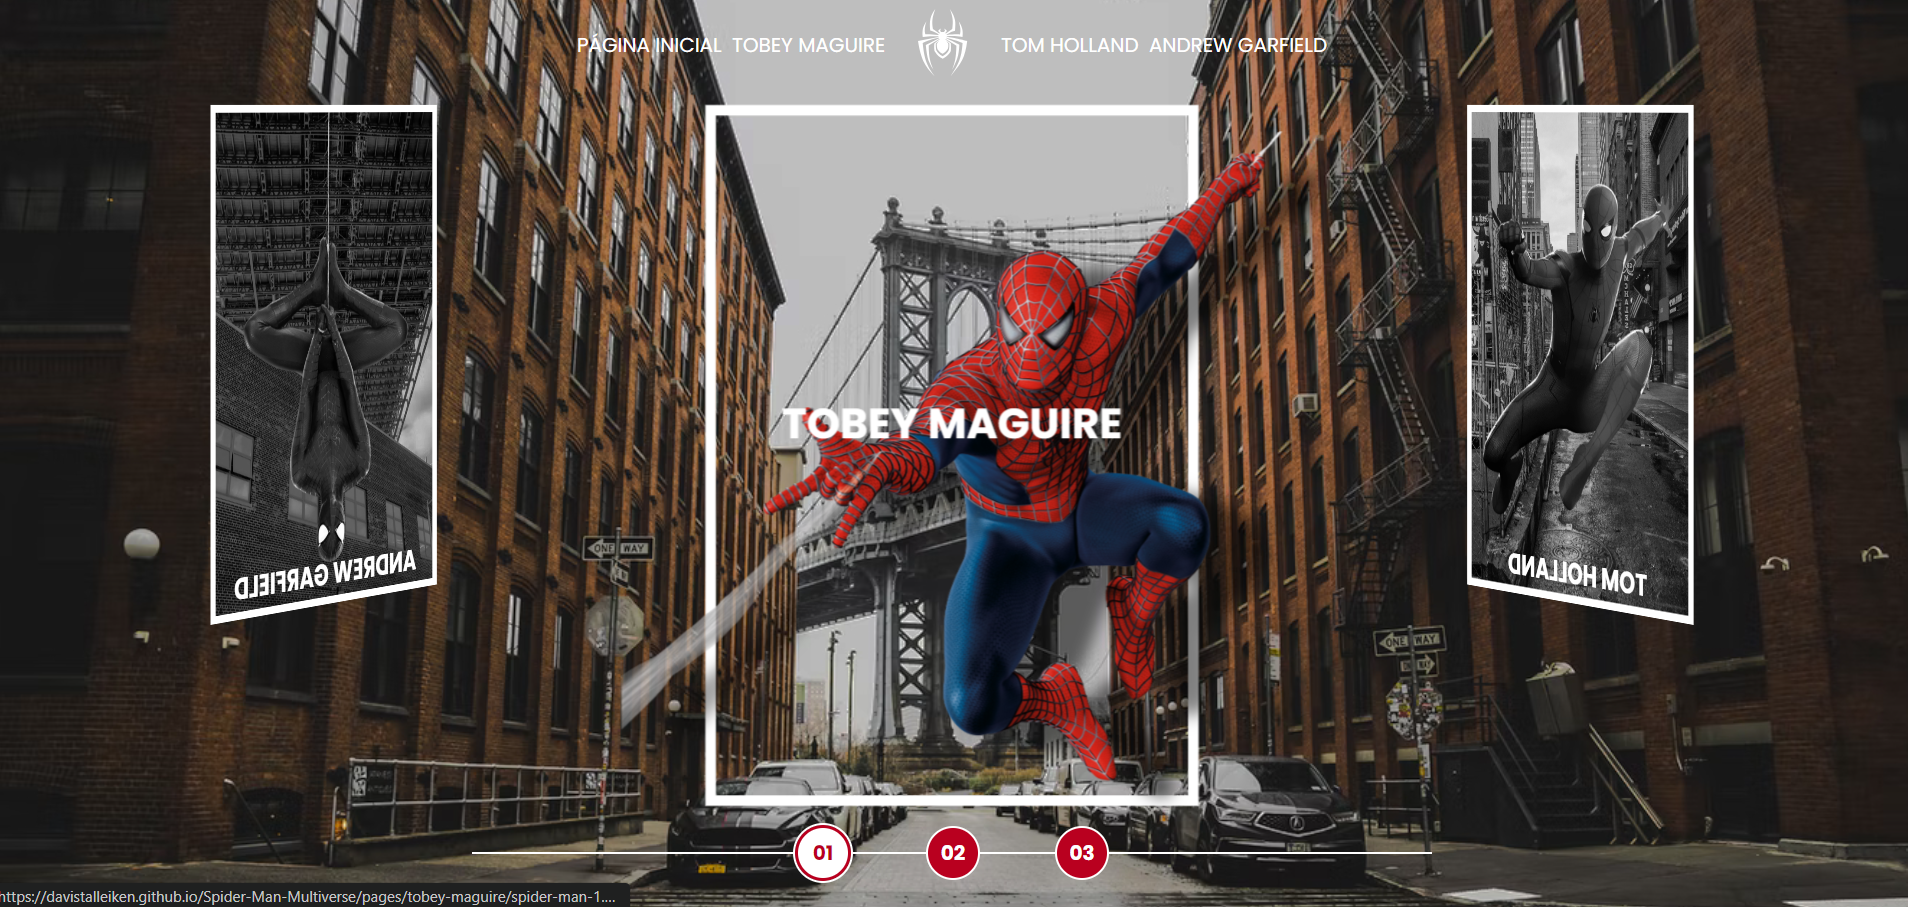 PÁGINA INICIAL TOBEY MAGUIRE TOM HOLLAND ANDREW GARFIELD
TOBEY MAGUIRE
ONE WAY
ANDREW GARFIELD
TOM HOLLAND
ONE WAY
01 02 03
https://davistalleiken.github.io/Spider-Man-Multiverse/pages/tobey-maguire/spider-man-1....